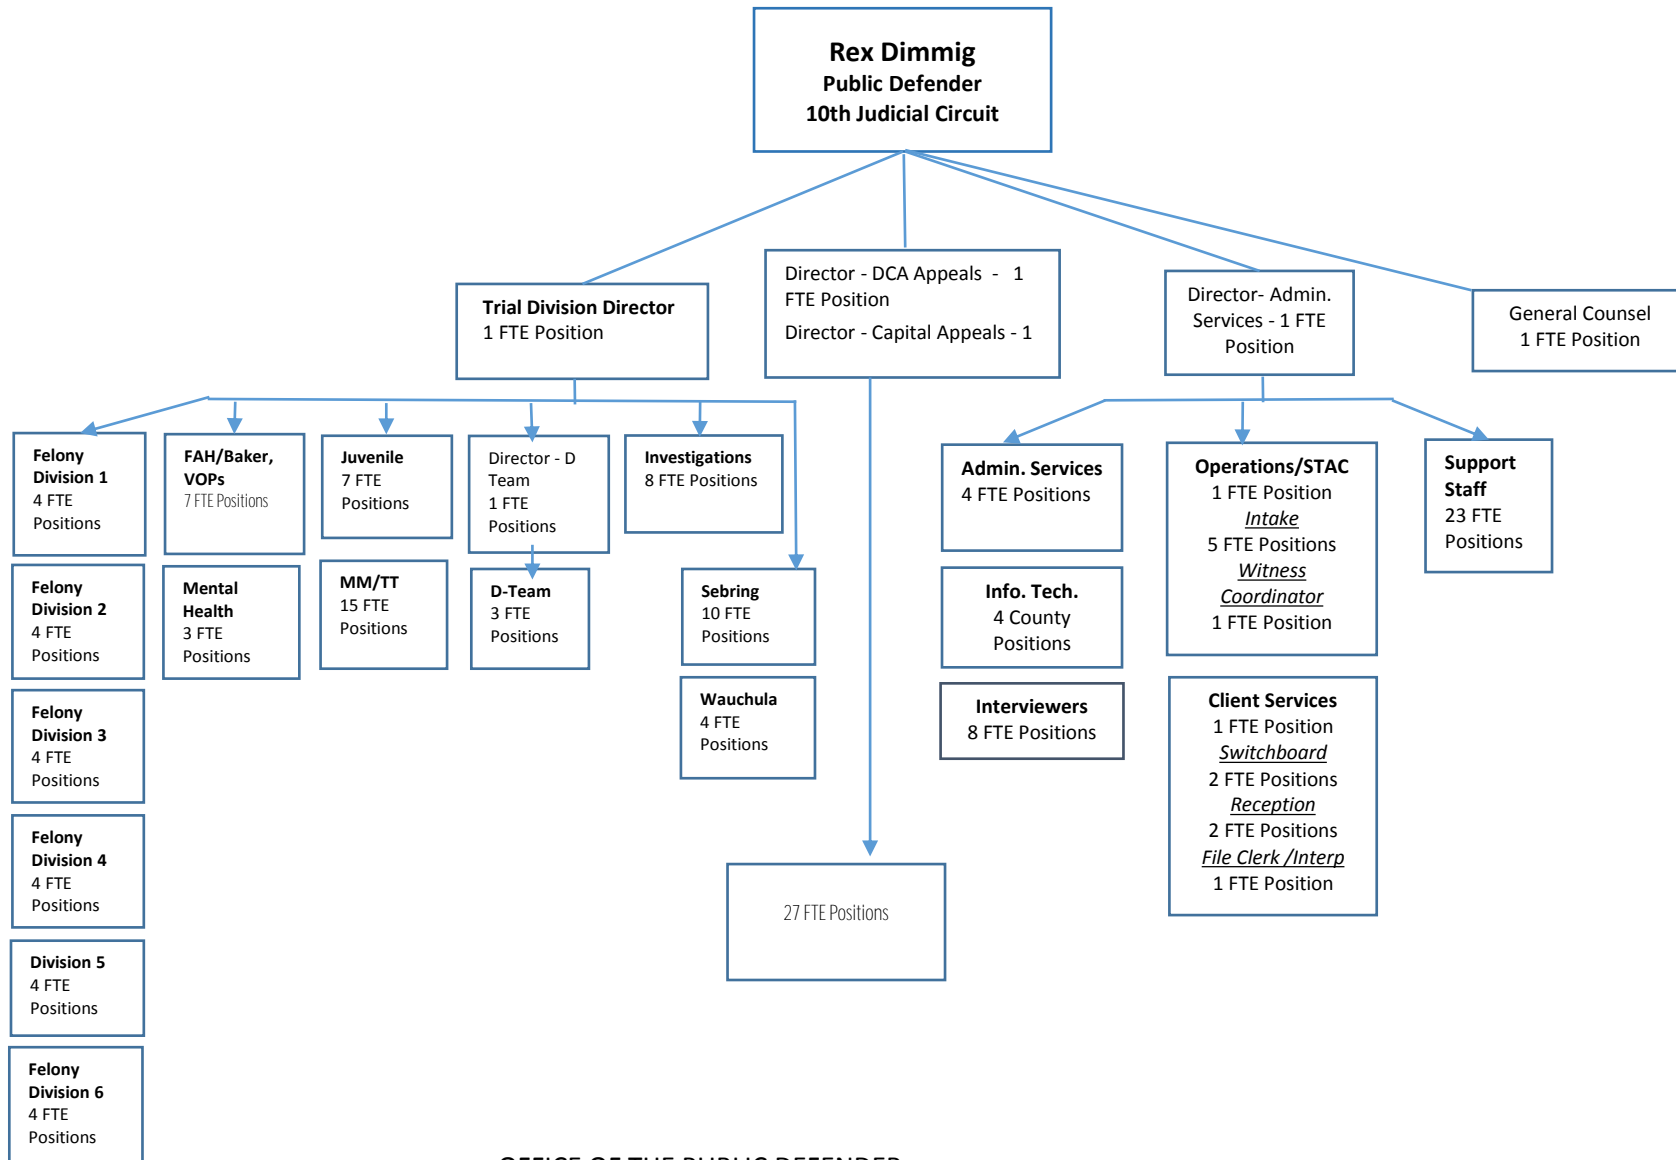 Rex Dimmig
Public Defender
10th Judicial Circuit
Trial Division Director
1 FTE Position
Director - DCA Appeals - 1
FTE Position
Director - Capital Appeals - 1
Director- Admin.
Services - 1 FTE
Position
General Counsel
1 FTE Position
Felony
Division 1
4 FTE
Positions
FAH/Baker,
VOPs
7 FTE Positions
Juvenile
7 FTE
Positions
Director - D
Team
1 FTE
Positions
Investigations
8 FTE Positions
Admin. Services
4 FTE Positions
Operations/STAC
1 FTE Position
Intake
5 FTE Positions
Witness
Coordinator
1 FTE Position
Support
Staff
23 FTE
Positions
Felony
Division 2
4 FTE
Positions
Mental
Health
3 FTE
Positions
MM/TT
15 FTE
Positions
D-Team
3 FTE
Positions
Sebring
10 FTE
Positions
Info. Tech.
4 County
Positions
Felony
Division 3
4 FTE
Positions
Wauchula
4 FTE
Positions
Interviewers
8 FTE Positions
Client Services
1 FTE Position
Switchboard
2 FTE Positions
Reception
2 FTE Positions
File Clerk /Interp
1 FTE Position
Felony
Division 4
4 FTE
Positions
27 FTE Positions
Division 5
4 FTE
Positions
Felony
Division 6
4 FTE
Positions
OFFICE OF THE PUBLIC DEFENDER